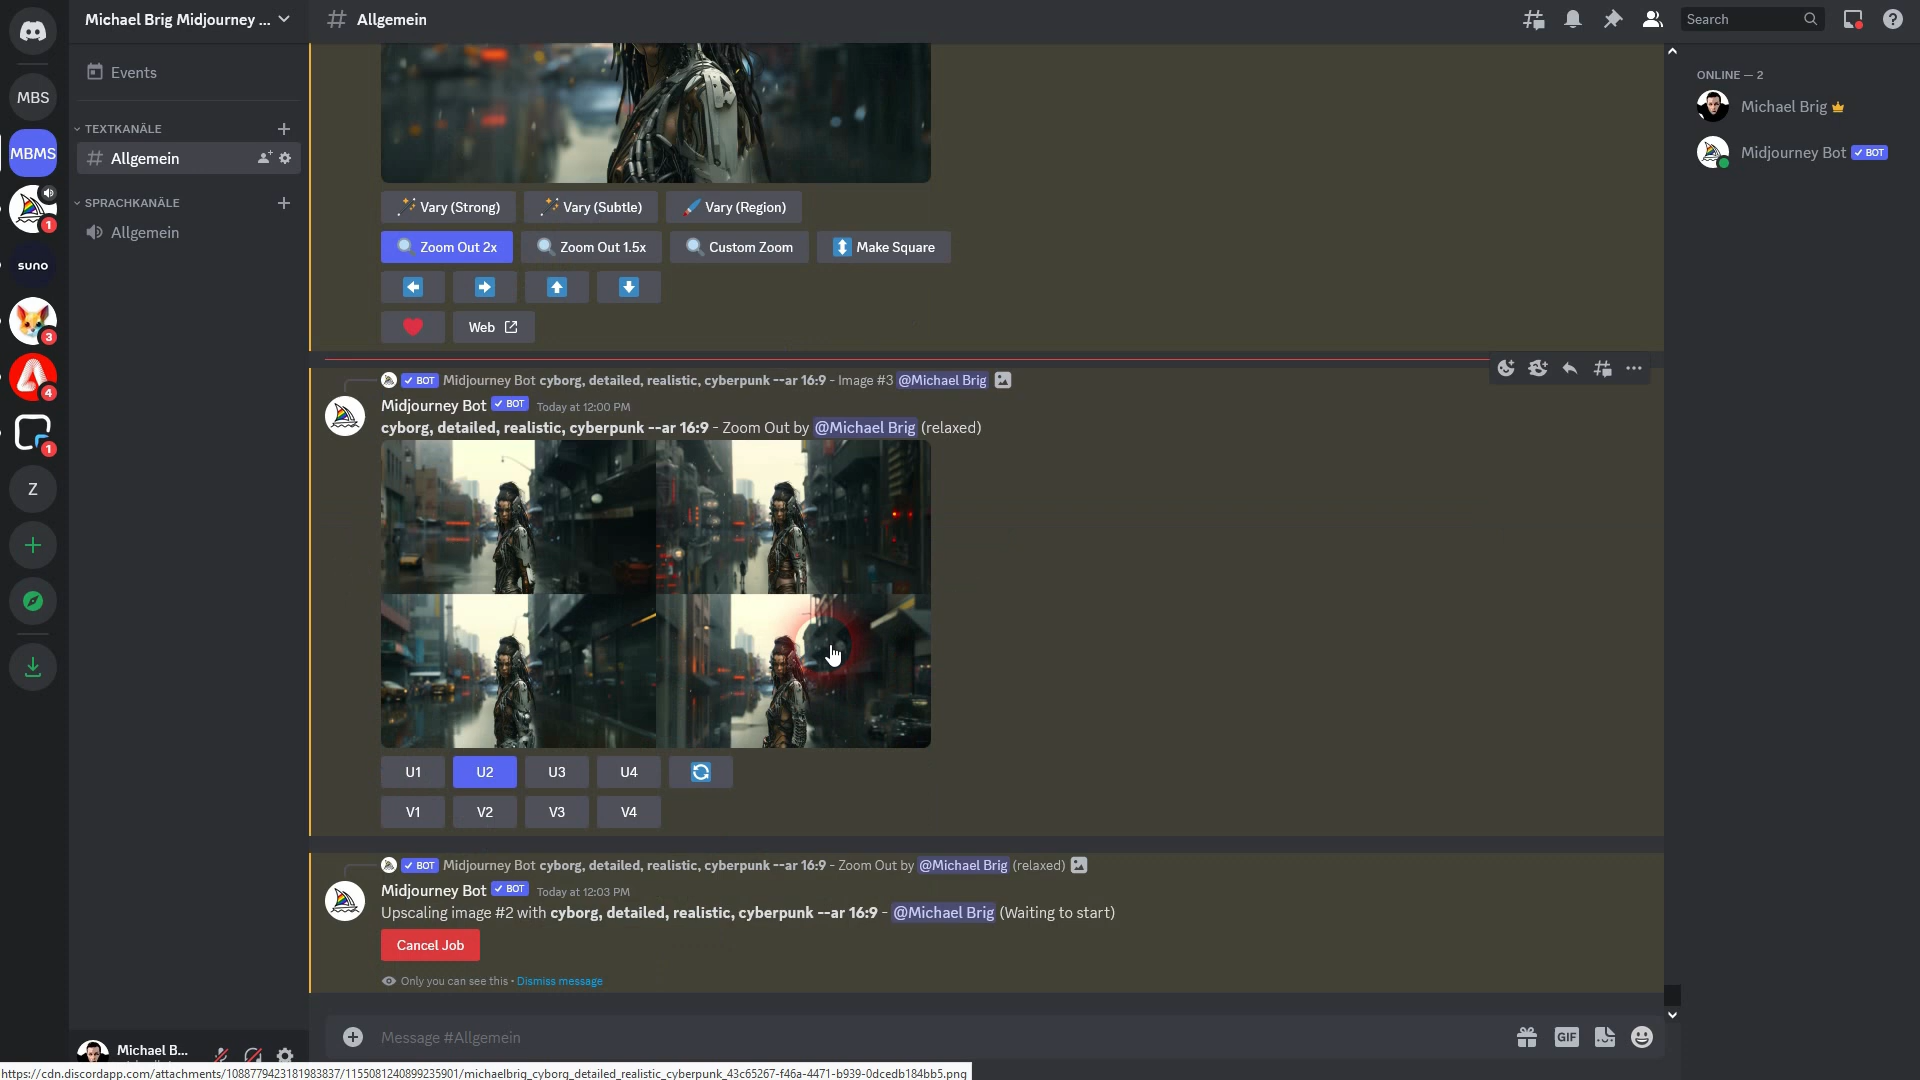 Michael Brig Midjourney ...
Allgemein
Search
MBS
MBMS
1
suno
3
4
1
Z
Events
TEXTKANÄLE
Allgemein
SPRACHKANÄLE
Allgemein
Vary (Strong)
Vary (Subtle)
Vary (Region)
Zoom Out 2x
Zoom Out 1.5x
Custom Zoom
Make Square
Web
BOT Midjourney Bot cyborg, detailed, realistic, cyberpunk --ar 16:9 - Image #3 @Michael Brig
Midjourney Bot BOT Today at 12:00 PM
cyborg, detailed, realistic, cyberpunk --ar 16:9 - Zoom Out by @Michael Brig (relaxed)
U1 U2 U3 U4
V1 V2 V3 V4
BOT Midjourney Bot cyborg, detailed, realistic, cyberpunk --ar 16:9 - Zoom Out by @Michael Brig (relaxed)
Midjourney Bot BOT Today at 12:03 PM
Upscaling image #2 with cyborg, detailed, realistic, cyberpunk --ar 16:9 - @Michael Brig (Waiting to start)
Cancel Job
Only you can see this • Dismiss message
Message #Allgemein
GIF
ONLINE — 2
Michael Brig
Midjourney Bot BOT
Michael B...
https://cdn.discordapp.com/attachments/1088779423181983837/1155081240899235901/michaelbrig_cyborg_detailed_realistic_cyberpunk_43c65267-f46a-4471-b939-0dcedb184bb5.png